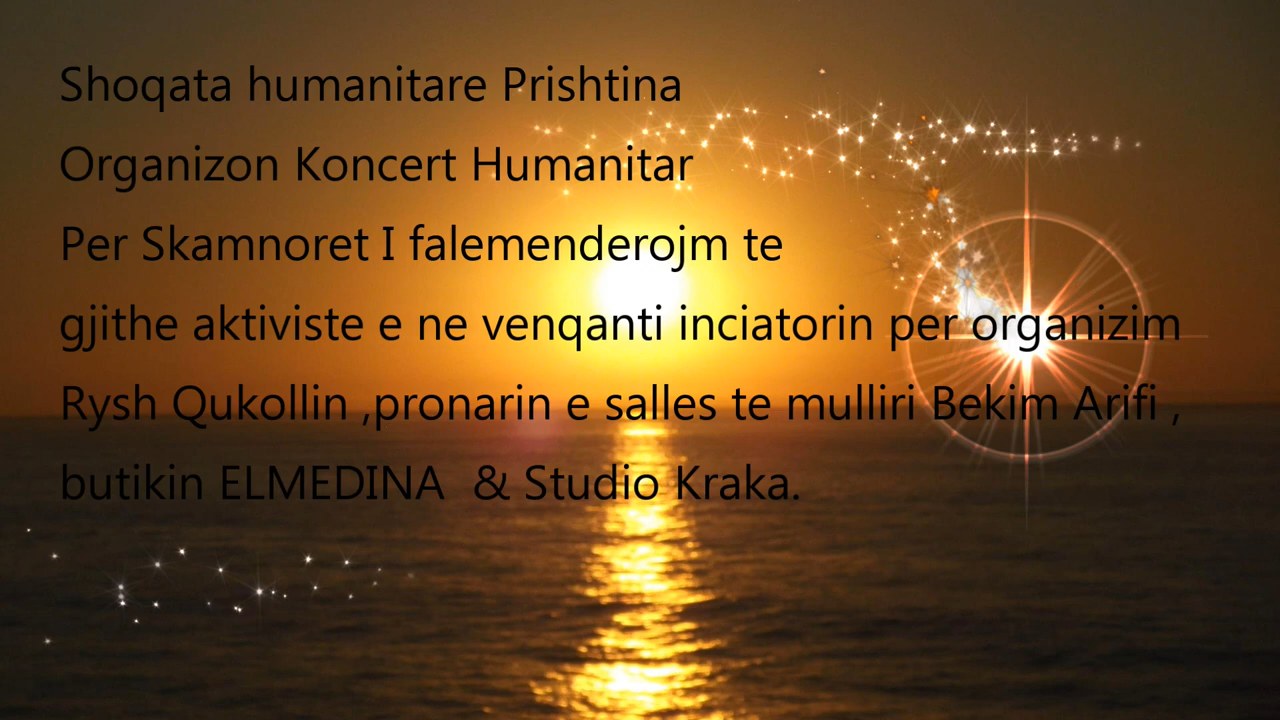 Shoqata humanitare Prishtina
Organizon Koncert Humanitar
Per Skamnoret I falemenderojm te
gjithe aktiviste e ne venqanti inciatorin per organizim
Rysh Qukollin ,pronarin e salles te mulliri Bekim Arifi ,
butikin ELMEDINA & Studio Kraka.